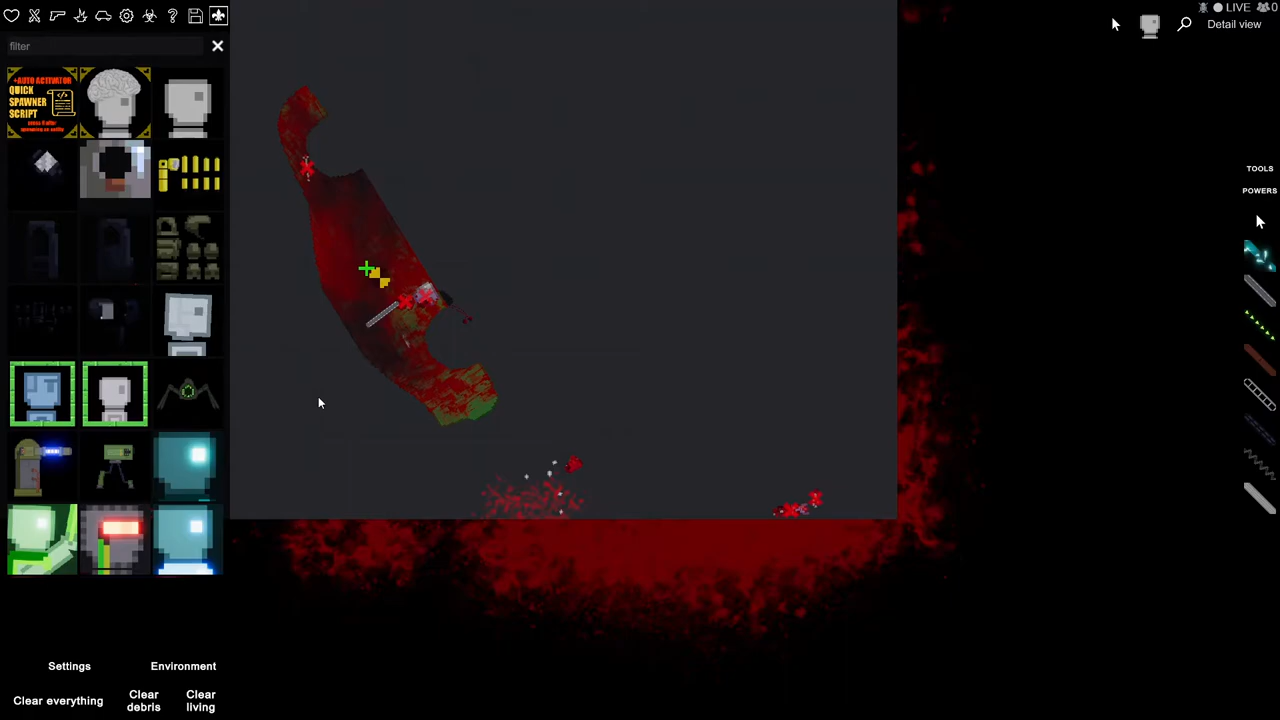 LIVE 0
filter
Detail view
+AUTO ACTIVATOR
QUICK
SPAWNER
SCRIPT
TOOLS
POWERS
Settings
Environment
Clear everything
Clear debris
Clear living